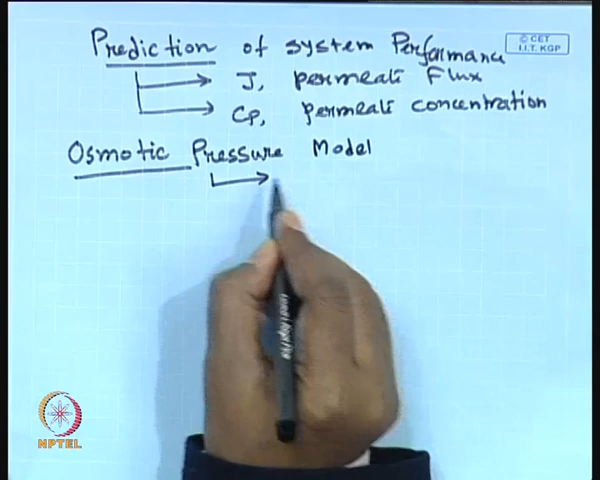 Prediction of system Performance
J, permeate Flux
Cp, permeate concentration
Osmotic Pressure Model
© CET
I.I.T. KGP
NPTEL